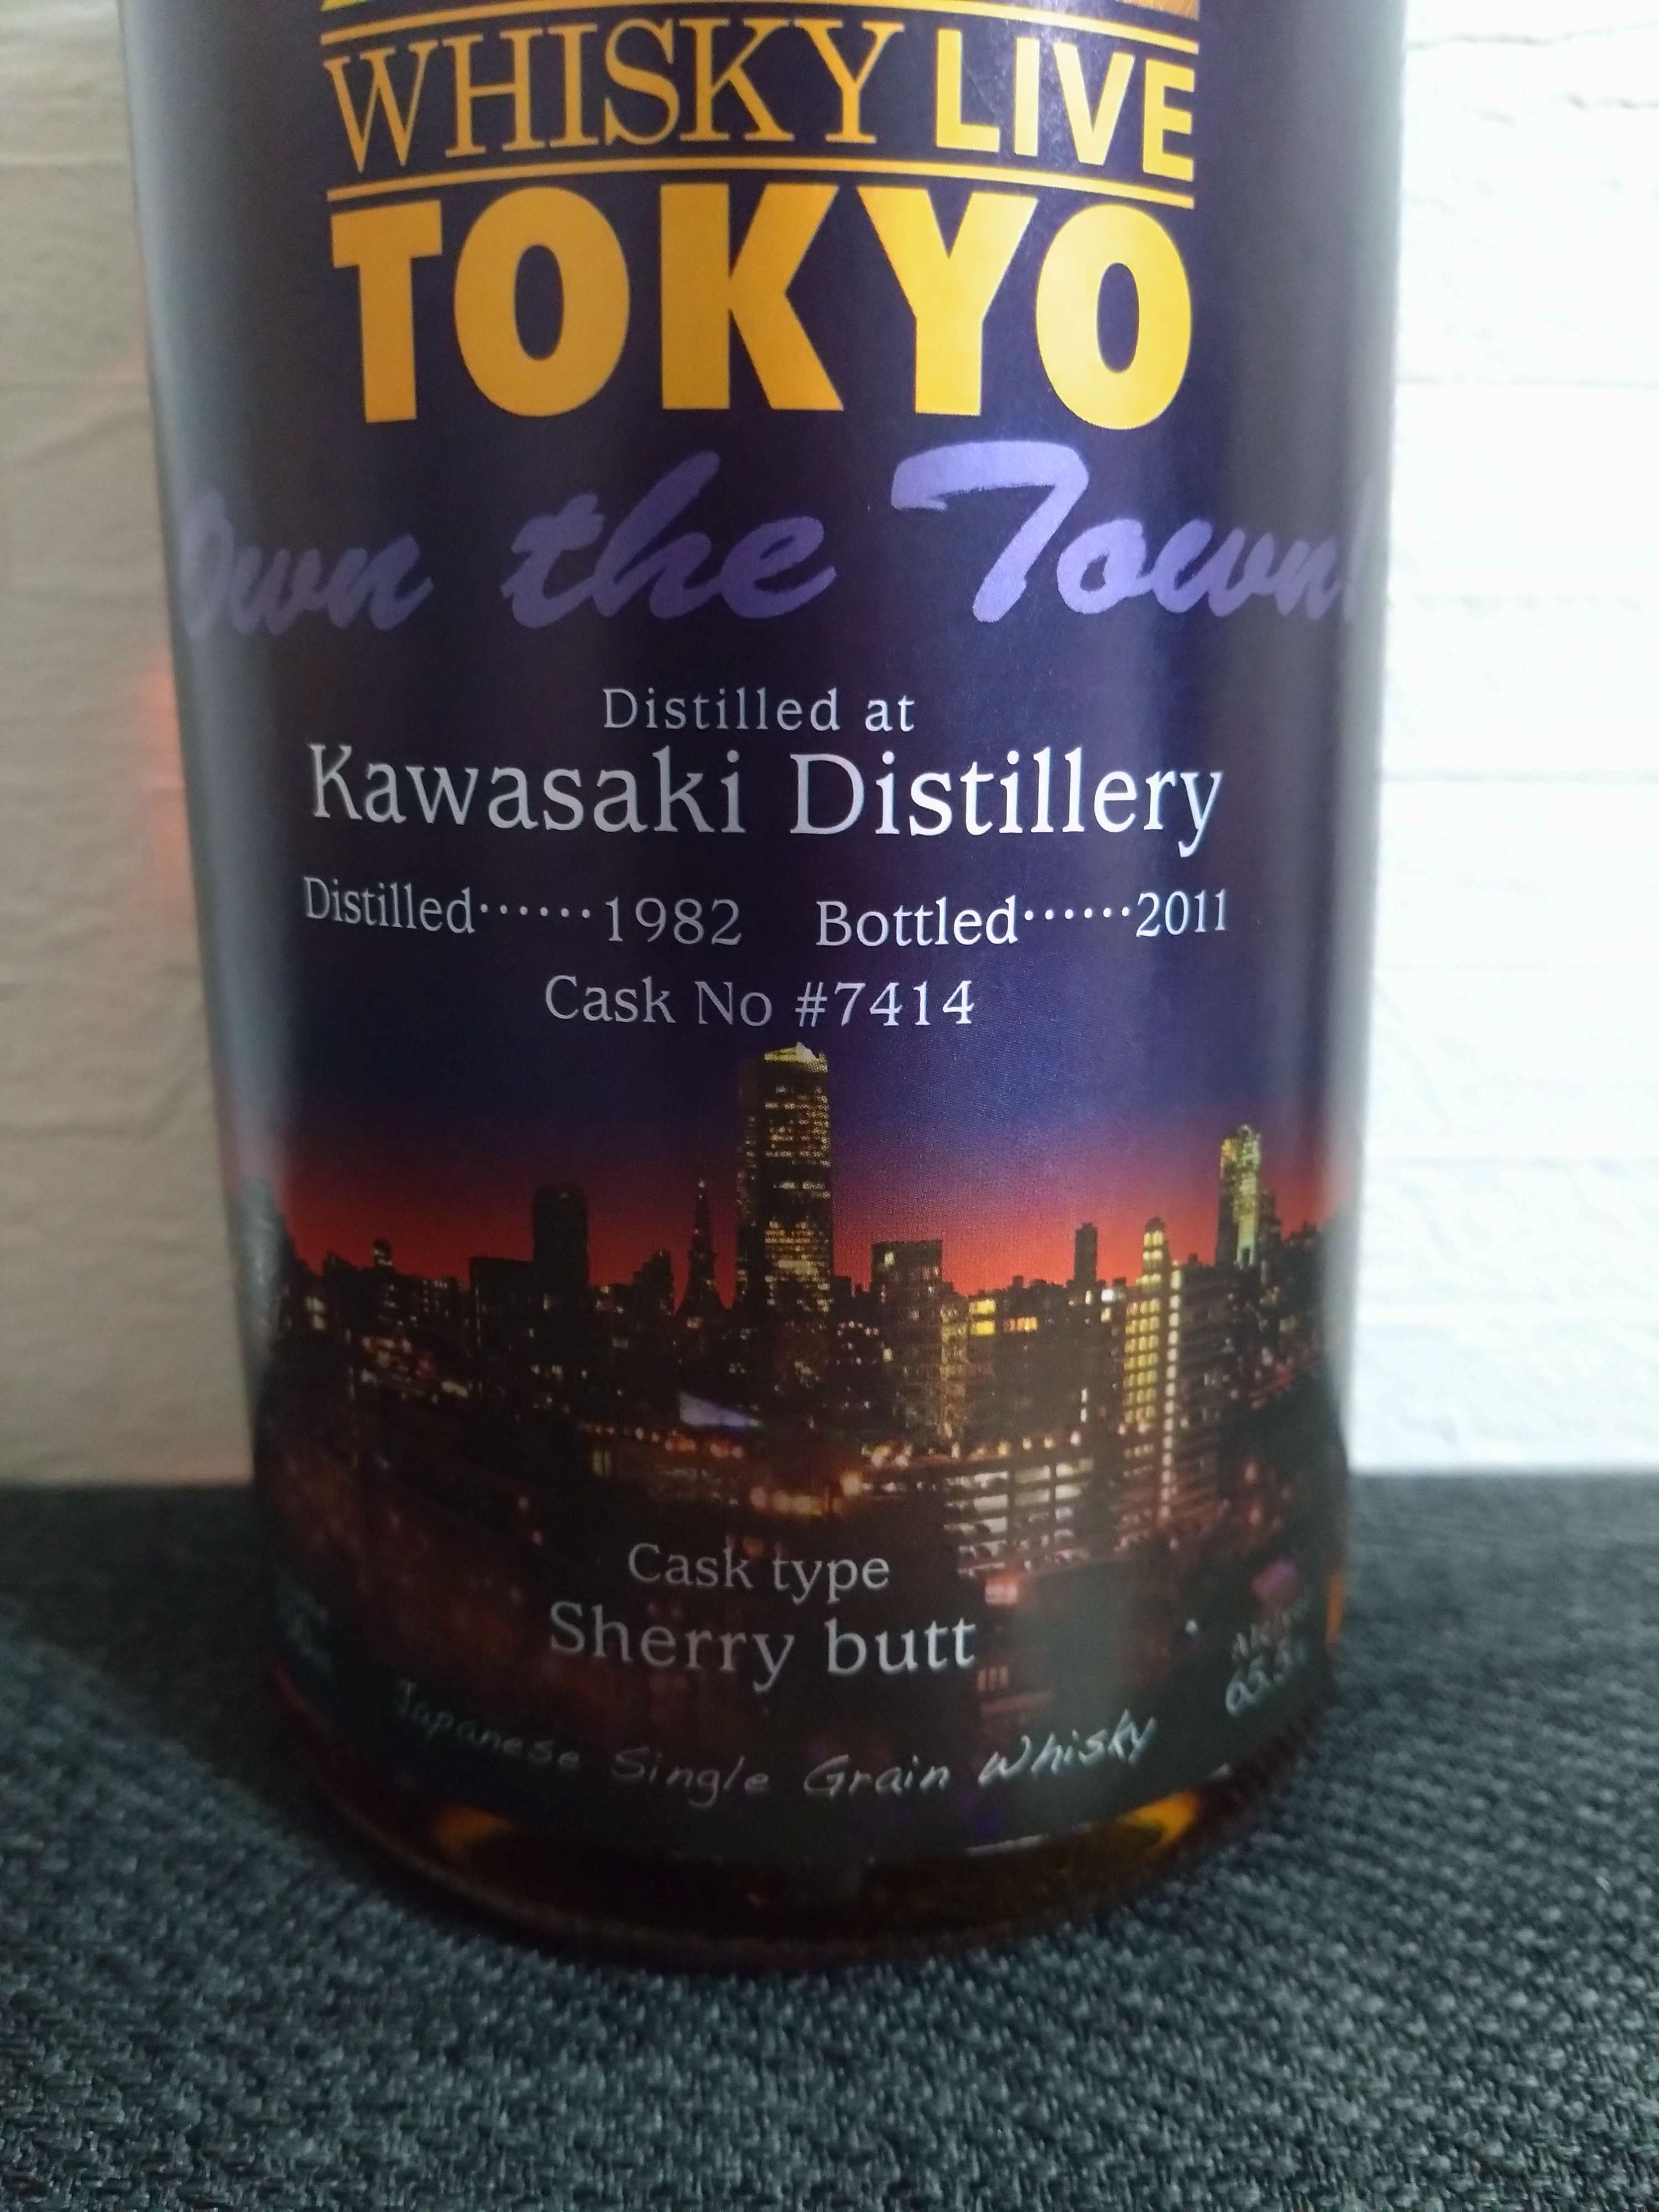 WHISKY LIVE
TOKYO
Own the Town!
Distilled at
Kawasaki Distillery
Distilled······1982 Bottled······2011
Cask No #7414
Cask type
Sherry butt
Japanese Single Grain Whisky